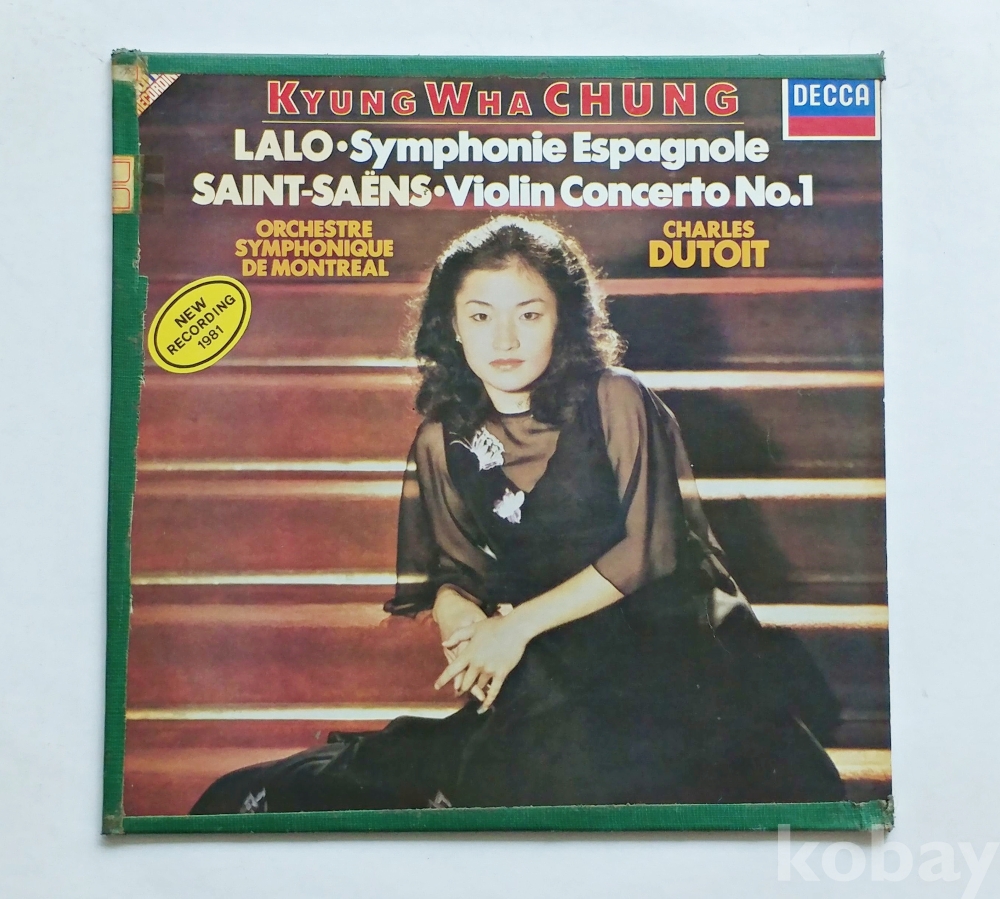 RECORDING
KYUNG WHA CHUNG
DECCA
LALO·Symphonie Espagnole
SAINT-SAËNS·Violin Concerto No.1
ORCHESTRE
SYMPHONIQUE
DE MONTREAL
CHARLES
DUTOIT
NEW
RECORDING
1981
kobay